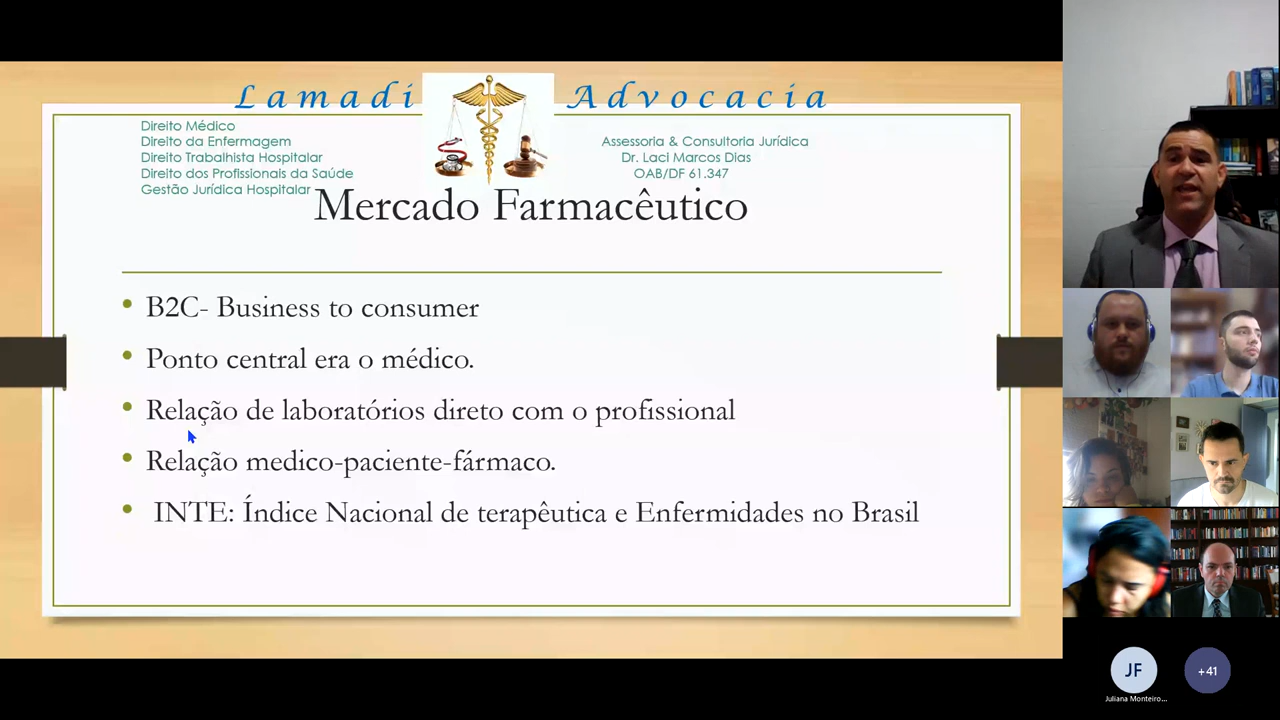 Lamadi Advocacia
Direito Médico
Direito da Enfermagem
Direito Trabalhista Hospitalar
Direito dos Profissionais da Saúde
Gestão Jurídica Hospitalar
Assessoria & Consultoria Jurídica
Dr. Laci Marcos Dias
OAB/DF 61.347
Mercado Farmacêutico
• B2C- Business to consumer
• Ponto central era o médico.
• Relação de laboratórios direto com o profissional
• Relação medico-paciente-fármaco.
• INTE: Índice Nacional de terapêutica e Enfermidades no Brasil
JF
Juliana Monteiro...
+41